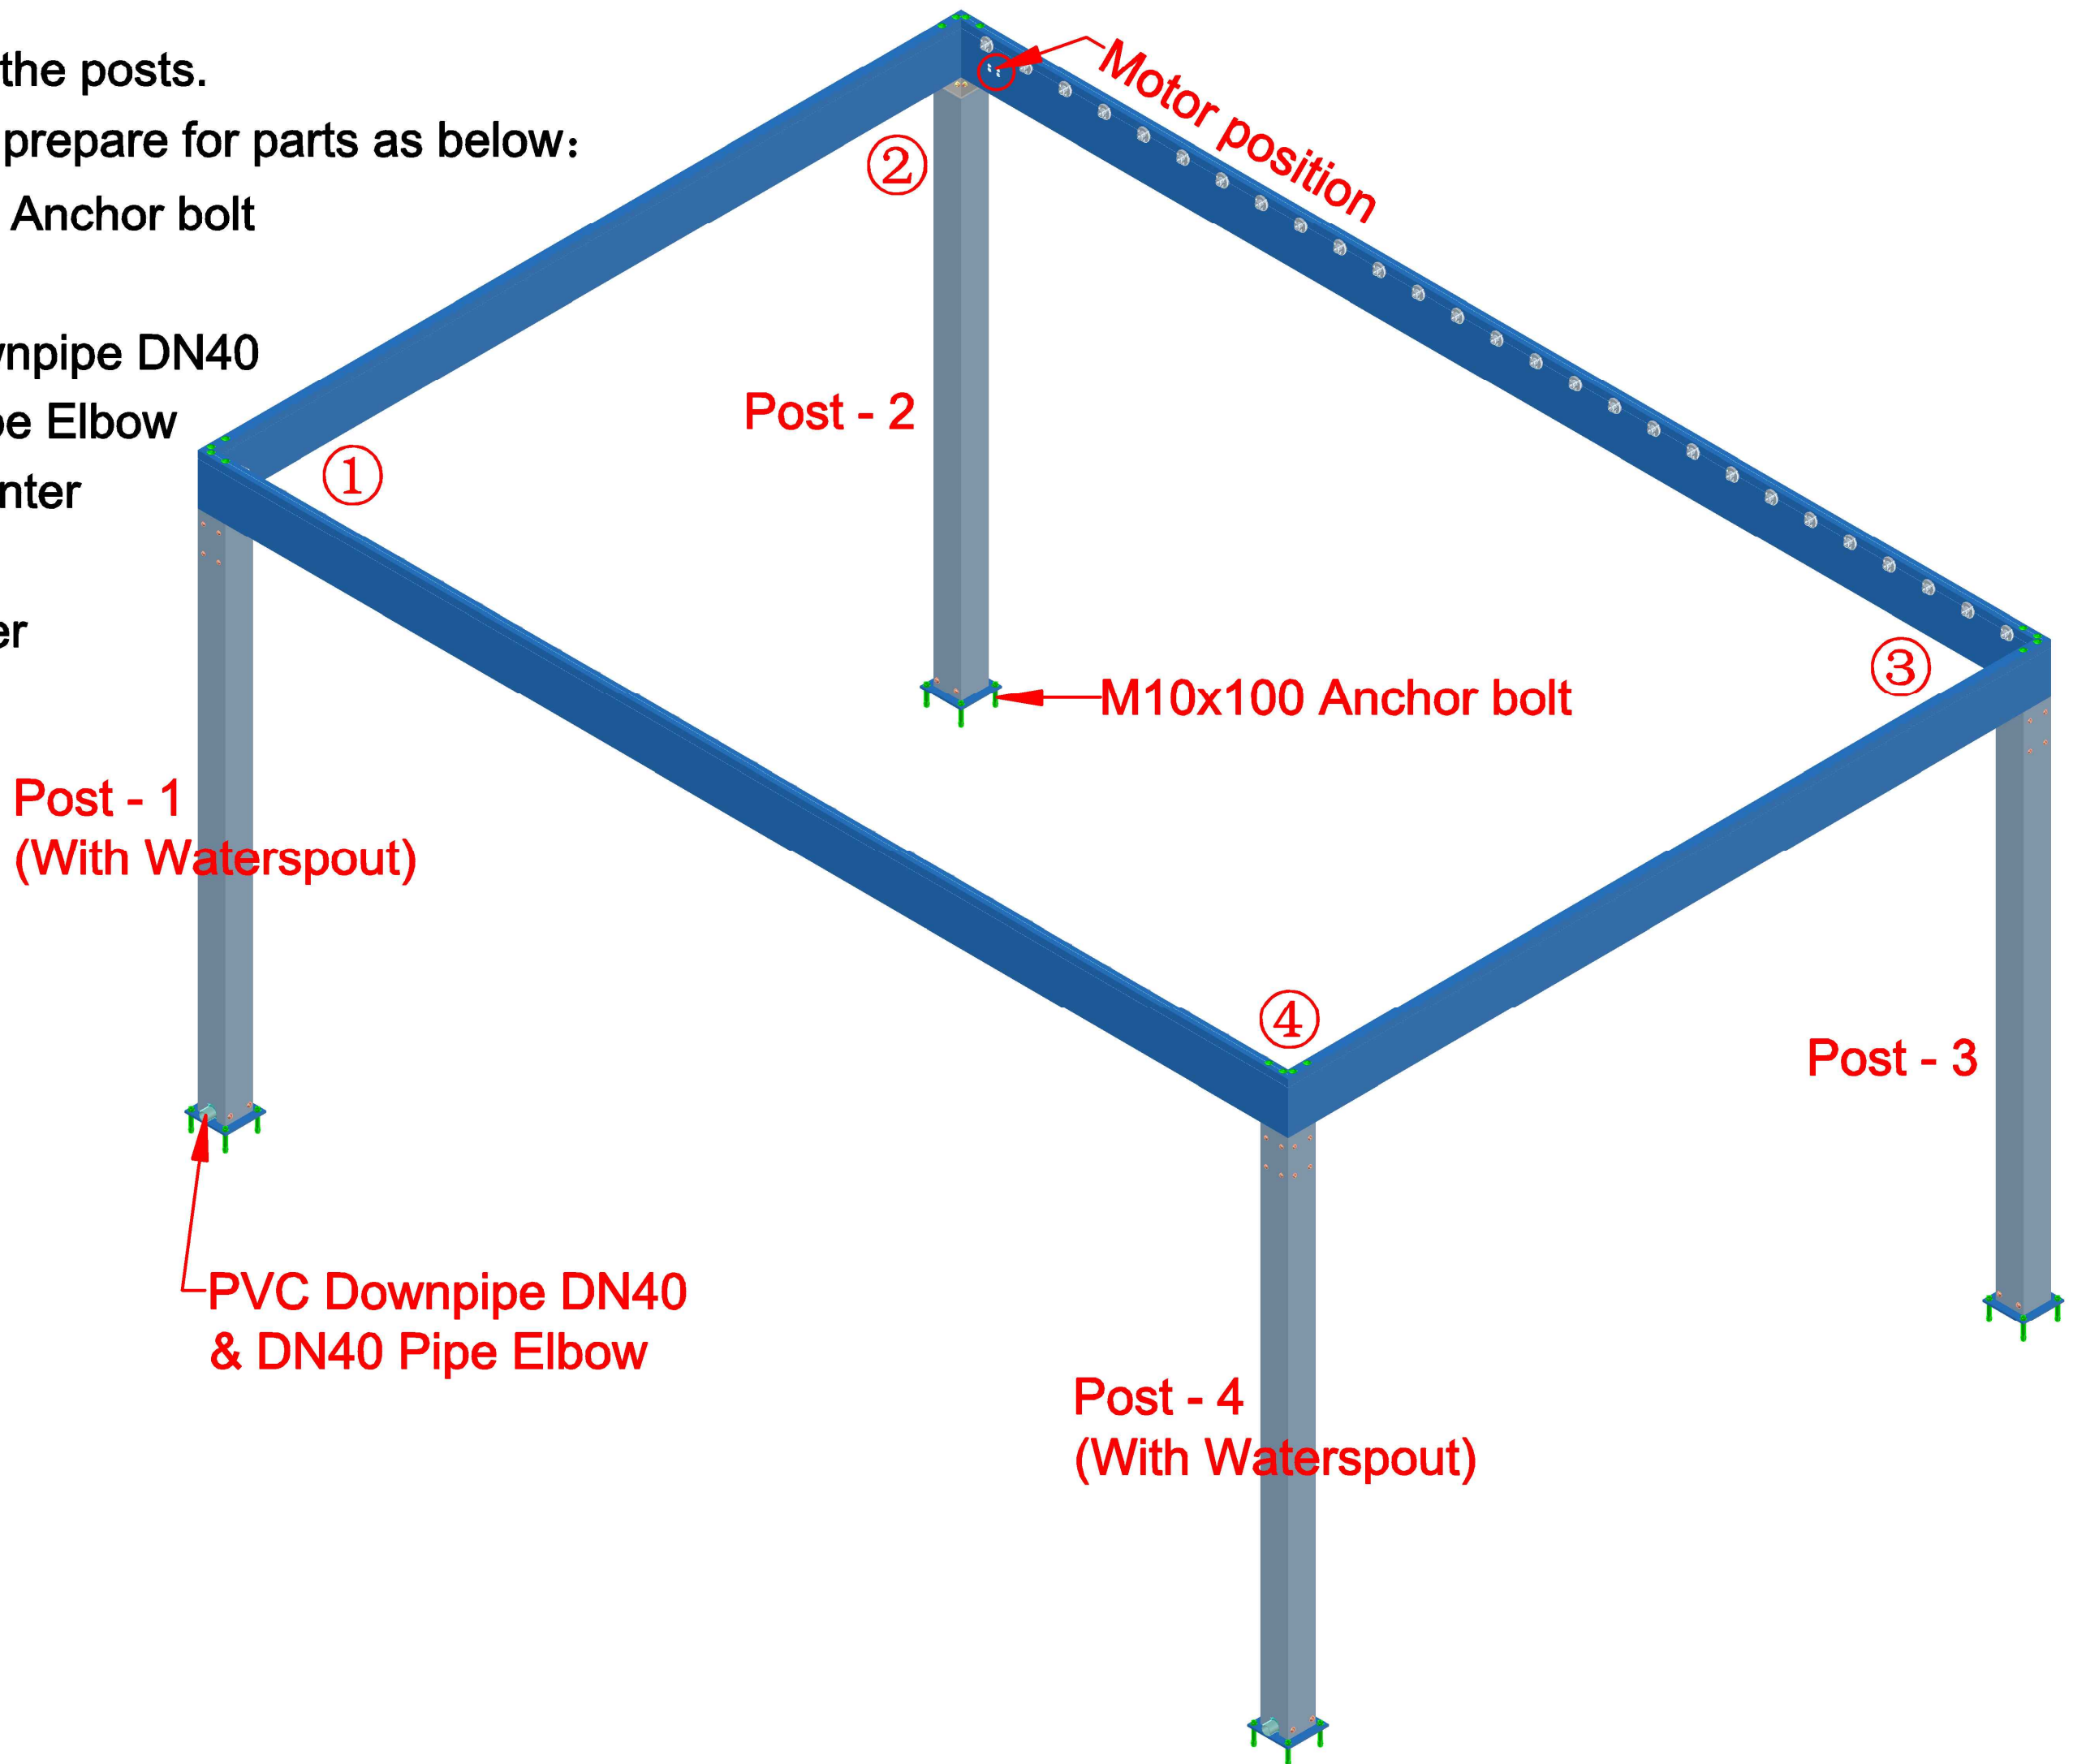 the posts.
prepare for parts as below:
Anchor bolt
npipe DN40
Elbow
Motor position
②
Post - 2
①
③
M10x100 Anchor bolt
Post - 1
(With Waterspout)
④
Post - 3
PVC Downpipe DN40
& DN40 Pipe Elbow
Post - 4
(With Waterspout)